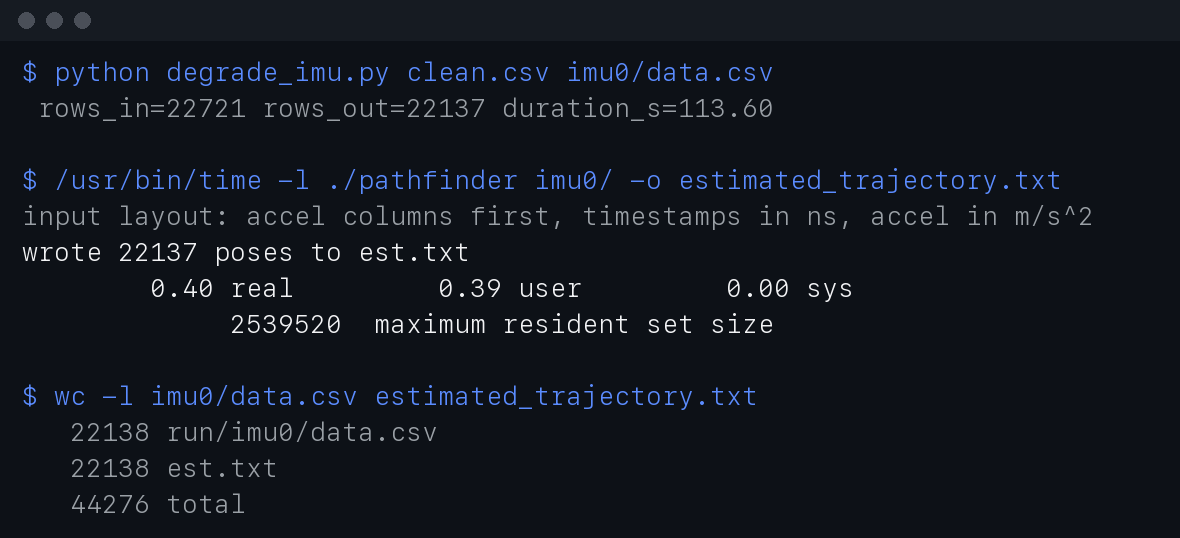 $ python degrade_imu.py clean.csv imu0/data.csv
rows_in=22721 rows_out=22137 duration_s=113.60
$ /usr/bin/time -l ./pathfinder imu0/ -o estimated_trajectory.txt
input layout: accel columns first, timestamps in ns, accel in m/s^2
wrote 22137 poses to est.txt
0.40 real 0.39 user 0.00 sys
2539520 maximum resident set size
$ wc -l imu0/data.csv estimated_trajectory.txt
22138 run/imu0/data.csv
22138 est.txt
44276 total